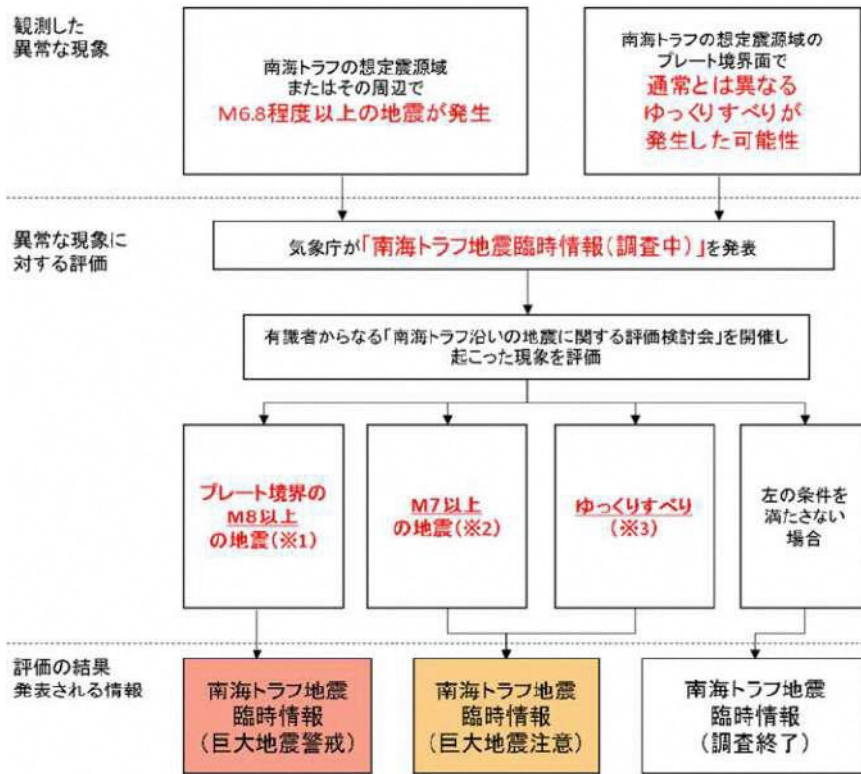 観測した
異常な現象
南海トラフの想定震源域
またはその周辺で
M6.8程度以上の地震が発生
南海トラフの想定震源域の
プレート境界面で
通常とは異なる
ゆっくりすべりが
発生した可能性
異常な現象に
対する評価
気象庁が「南海トラフ地震臨時情報(調査中)」を発表
有識者からなる「南海トラフ沿いの地震に関する評価検討会」を開催し
起こった現象を評価
プレート境界の
M8以上
の地震(※1)
M7以上
の地震(※2)
ゆっくりすべり
(※3)
左の条件を
満たさない
場合
評価の結果
発表される情報
南海トラフ地震
臨時情報
(巨大地震警戒)
南海トラフ地震
臨時情報
(巨大地震注意)
南海トラフ地震
臨時情報
(調査終了)